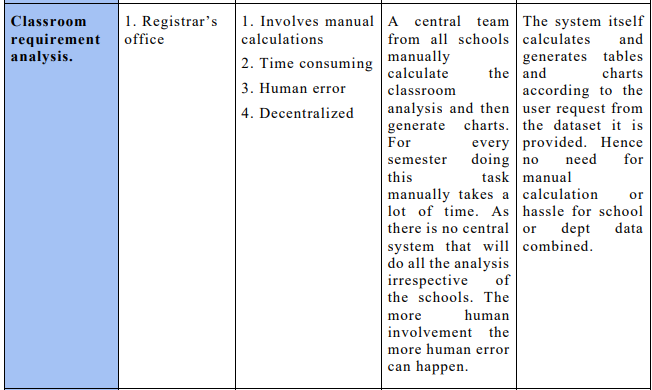 Classroom
requirement
analysis.
1. Registrar's
office
1. Involves manual
calculations
2. Time consuming
3. Human error
4. Decentralized
A central team
from all schools
manually
calculate the
classroom
analysis and then
generate charts.
For every
semester doing
this task
manually takes a
lot of time. As
there is no central
system that will
do all the analysis
irrespective of
the schools. The
more human
involvement the
more human error
can happen.
The system itself
calculates and
generates tables
and charts
according to the
user request from
the dataset it is
provided. Hence
no need for
manual
calculation or
hassle for school
or dept data
combined.